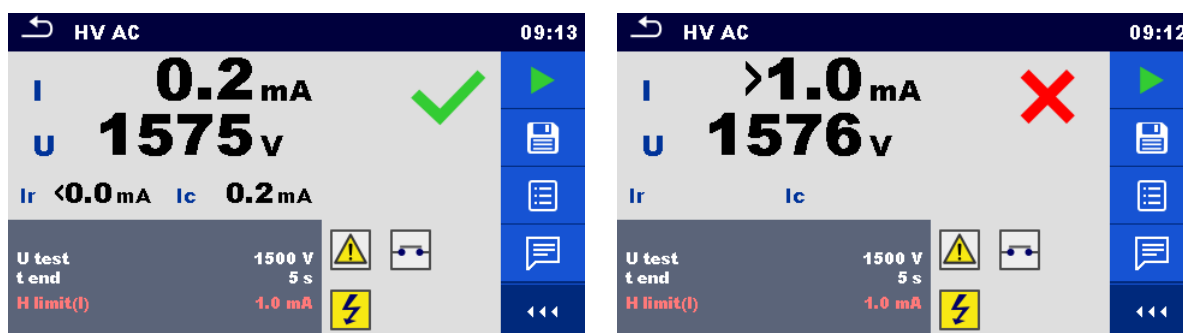 HV AC 09:13
I 0.2 mA
U 1575 V
Ir <0.0 mA Ic 0.2 mA
U test 1500 V
t end 5 s
H limit(I) 1.0 mA
HV AC 09:12
I >1.0 mA
U 1576 V
Ir Ic
U test 1500 V
t end 5 s
H limit(I) 1.0 mA